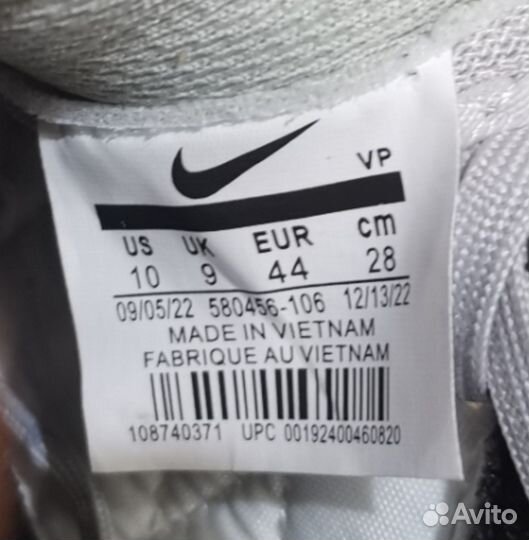 VP
US UK EUR cm
10 9 44 28
09/05/22 580456-106 12/13/22
MADE IN VIETNAM
FABRIQUE AU VIETNAM
108740371 UPC 00192400460820
Avito